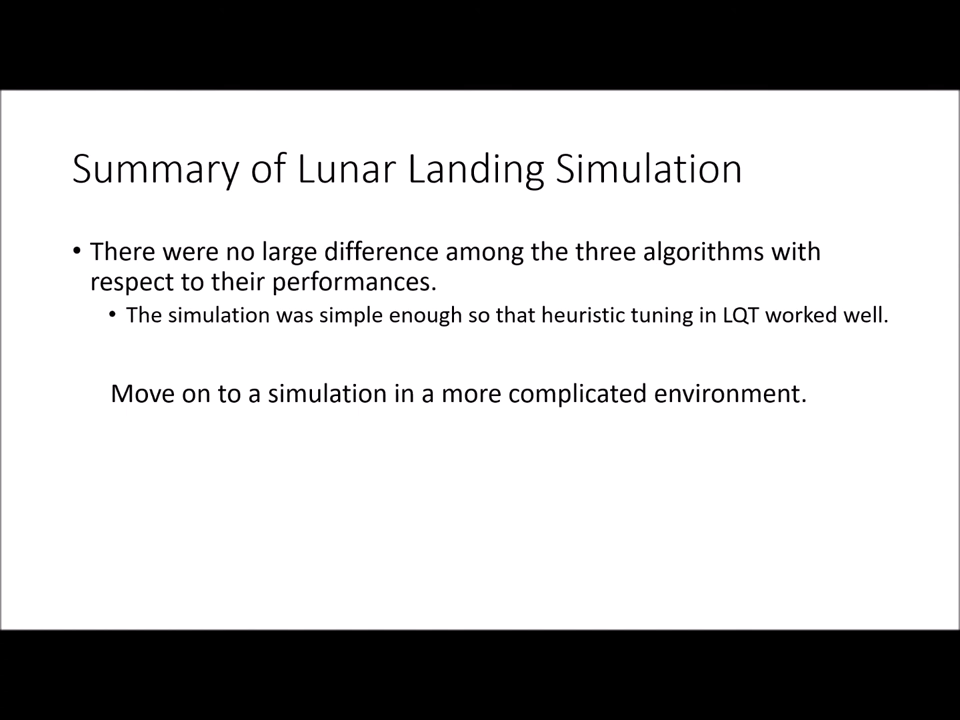 Summary of Lunar Landing Simulation
• There were no large difference among the three algorithms with
respect to their performances.
• The simulation was simple enough so that heuristic tuning in LQT worked well.
Move on to a simulation in a more complicated environment.